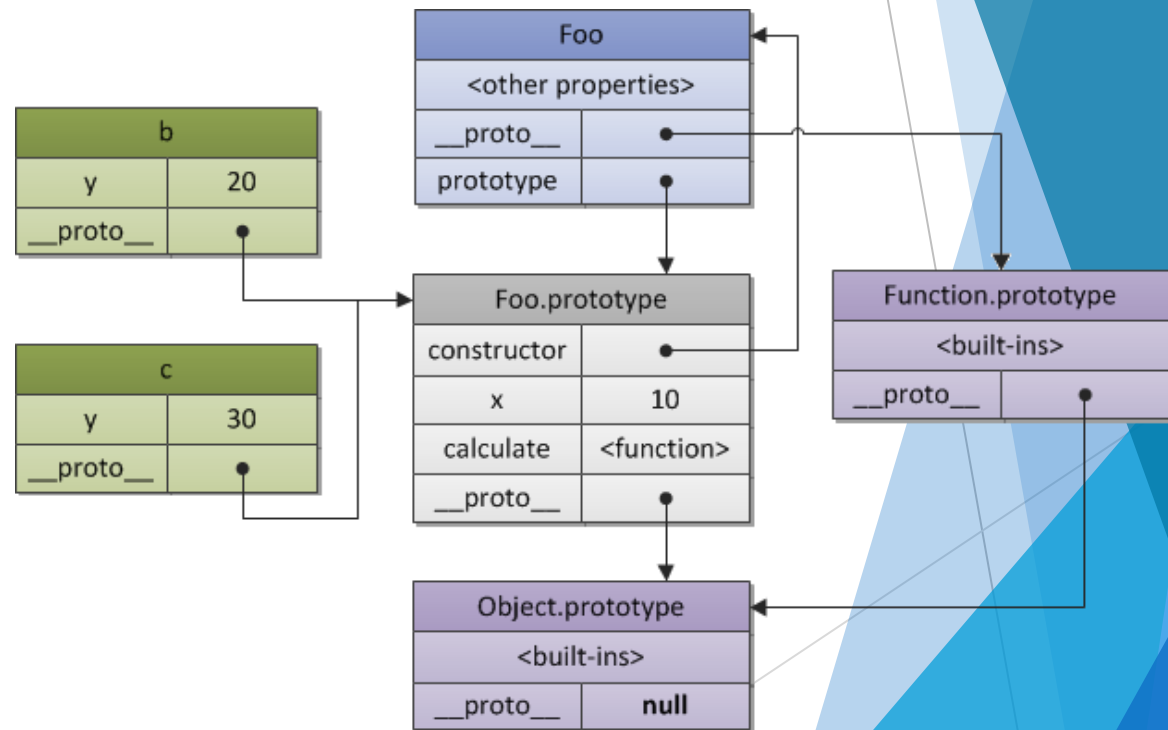 Foo
<other properties>
__proto__
prototype
b
y 20
__proto__
c
y 30
__proto__
Foo.prototype
constructor
x 10
calculate <function>
__proto__
Function.prototype
<built-ins>
__proto__
Object.prototype
<built-ins>
__proto__ null